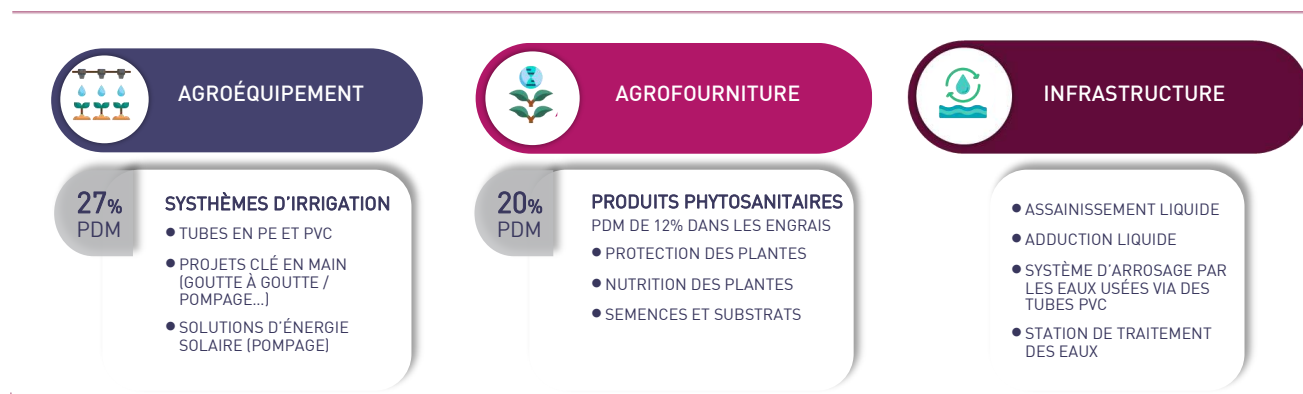 AGROÉQUIPEMENT
27%
PDM
SYSTHÈMES D'IRRIGATION
• TUBES EN PE ET PVC
• PROJETS CLÉ EN MAIN
(GOUTTE À GOUTTE /
POMPAGE...)
• SOLUTIONS D'ÉNERGIE
SOLAIRE (POMPAGE)
AGROFOURNITURE
20%
PDM
PRODUITS PHYTOSANITAIRES
PDM DE 12% DANS LES ENGRAIS
• PROTECTION DES PLANTES
• NUTRITION DES PLANTES
• SEMENCES ET SUBSTRATS
INFRASTRUCTURE
• ASSAINISSEMENT LIQUIDE
• ADDUCTION LIQUIDE
• SYSTÈME D'ARROSAGE PAR
LES EAUX USÉES VIA DES
TUBES PVC
• STATION DE TRAITEMENT
DES EAUX